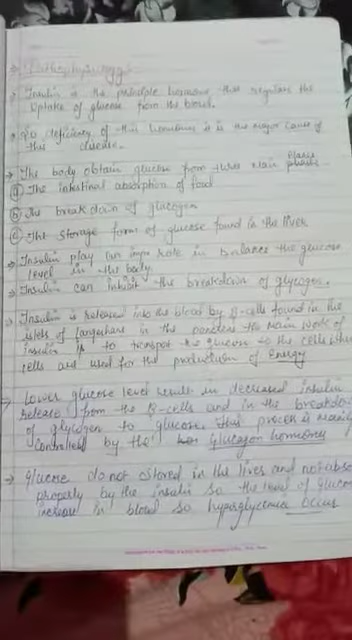 → Pathophysiology
→ Insulin is the principle hormone that regulates the
uptake of glucose from the blood.
→ So deficiency of this hormone is is the major cause of
this disease.
→ The body obtain glucose from three main places
ⓐ The intestinal absorption of food
ⓑ The breakdown of glycogen
ⓒ The storage form of glucose found in the liver
→ Insulin play an impo role in balance the glucose
level in the body.
→ Insulin can inhibit the breakdown of glycogen.
→ Insulin is released into the blood by β-cells found in the
islets of langerhans in the pancreas the main work of
insulin is to transport the glucose to the cells
cells are used for the production of energy
→ Lower glucose level result in decreased insulin
release from the β-cells and in the breakdown
of glycogen to glucose. This process is mainly
controlled by the Glucagon hormone
→ Glucose do not stored in the liver and not
properly by the insulin so the level of glucose
increase in blood so hyperglycemia occurs